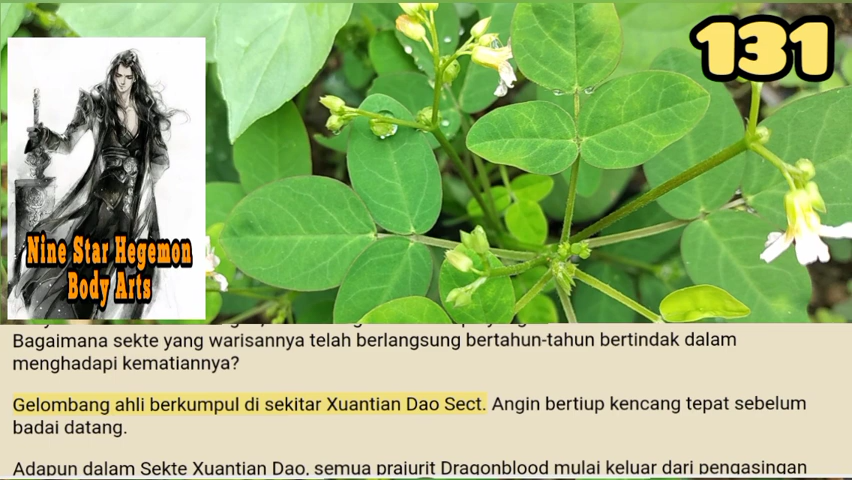 131
Nine Star Hegemon
Body Arts
Bagaimana sekte yang warisannya telah berlangsung bertahun-tahun bertindak dalam
menghadapi kematiannya?
Gelombang ahli berkumpul di sekitar Xuantian Dao Sect. Angin bertiup kencang tepat sebelum
badai datang.
Adapun dalam Sekte Xuantian Dao, semua prajurit Dragonblood mulai keluar dari pengasingan